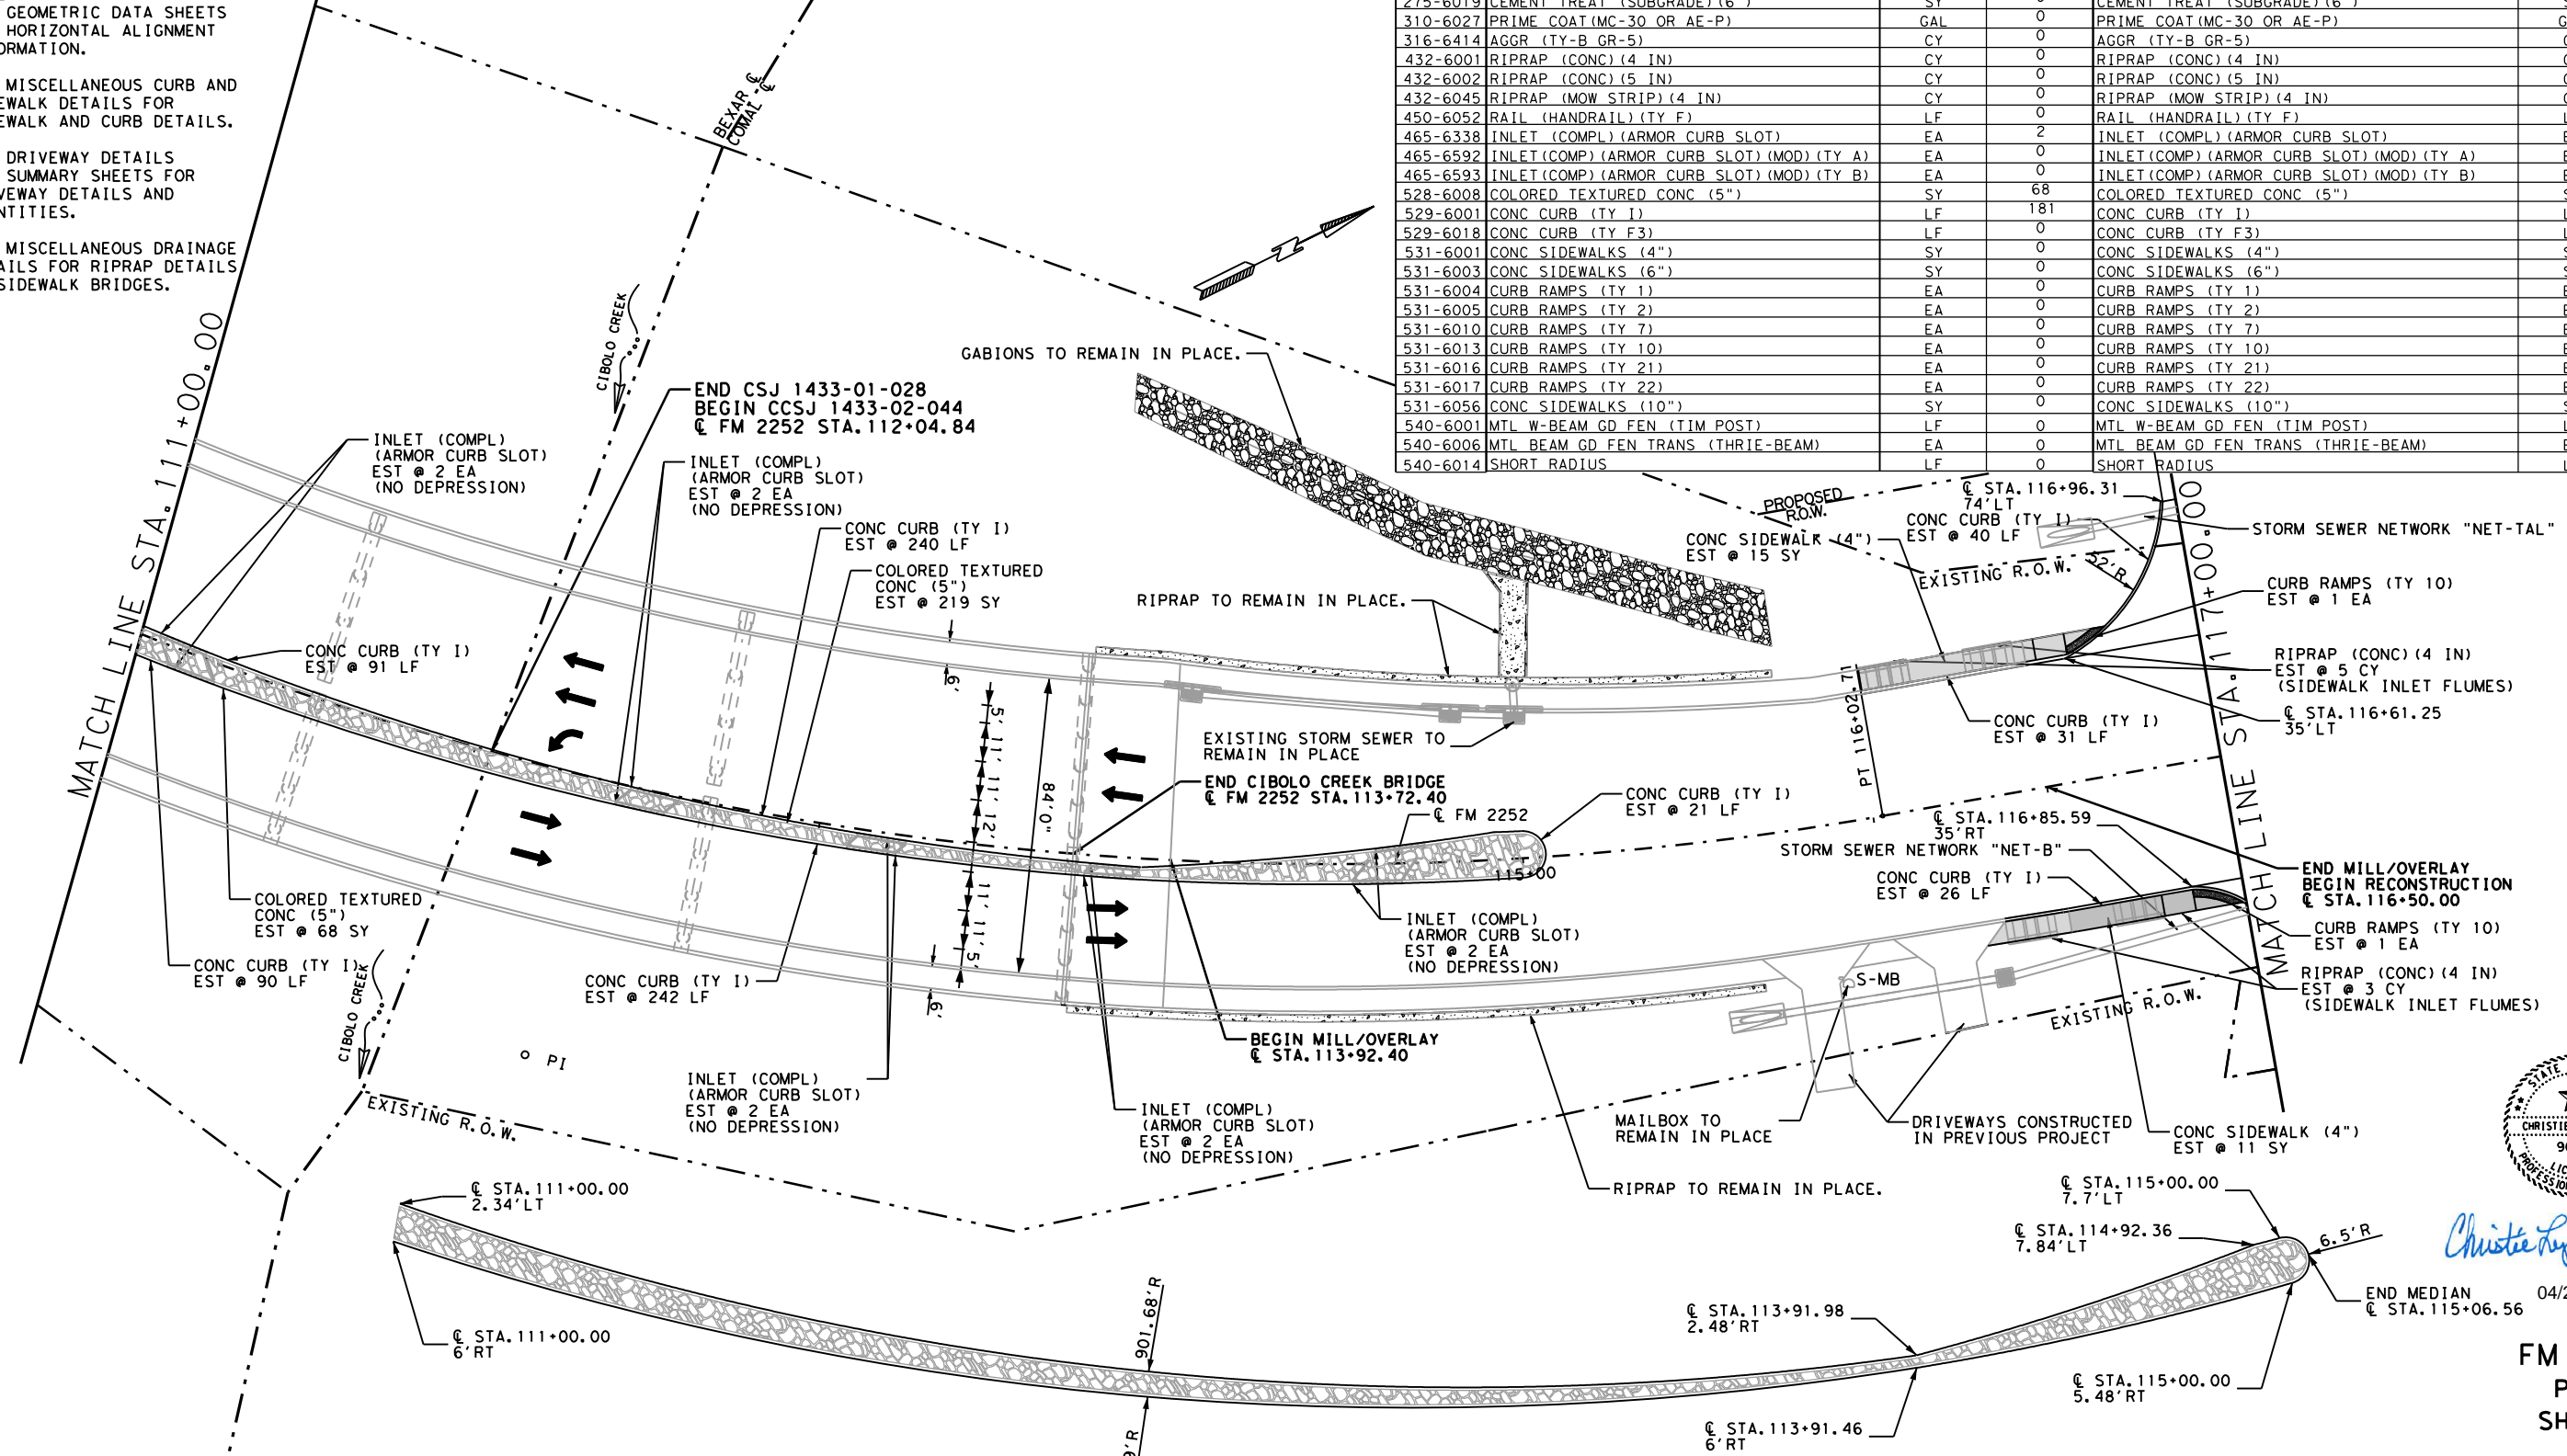 GEOMETRIC DATA SHEETS
HORIZONTAL ALIGNMENT
MISCELLANEOUS CURB AND
DETAILS FOR
AND CURB DETAILS.
DRIVEWAY DETAILS
SUMMARY SHEETS FOR
DETAILS AND
MISCELLANEOUS DRAINAGE
FOR RIPRAP DETAILS
SIDEWALK BRIDGES.
275-6019 CEMENT TREAT (SUBGRADE)(6") SY 0 CEMENT TREAT (SUBGRADE)(6")
310-6027 PRIME COAT(MC-30 OR AE-P) GAL 0 PRIME COAT(MC-30 OR AE-P)
316-6414 AGGR (TY-B GR-5) CY 0 AGGR (TY-B GR-5)
432-6001 RIPRAP (CONC)(4 IN) CY 0 RIPRAP (CONC)(4 IN)
432-6002 RIPRAP (CONC)(5 IN) CY 0 RIPRAP (CONC)(5 IN)
432-6045 RIPRAP (MOW STRIP)(4 IN) CY 0 RIPRAP (MOW STRIP)(4 IN)
450-6052 RAIL (HANDRAIL)(TY F) LF 0 RAIL (HANDRAIL)(TY F)
465-6338 INLET (COMPL)(ARMOR CURB SLOT) EA 2 INLET (COMPL)(ARMOR CURB SLOT)
465-6592 INLET(COMP)(ARMOR CURB SLOT)(MOD)(TY A) EA 0 INLET(COMP)(ARMOR CURB SLOT)(MOD)(TY A)
465-6593 INLET(COMP)(ARMOR CURB SLOT)(MOD)(TY B) EA 0 INLET(COMP)(ARMOR CURB SLOT)(MOD)(TY B)
528-6008 COLORED TEXTURED CONC (5") SY 68 COLORED TEXTURED CONC (5")
529-6001 CONC CURB (TY I) LF 181 CONC CURB (TY I)
529-6018 CONC CURB (TY F3) LF 0 CONC CURB (TY F3)
531-6001 CONC SIDEWALKS (4") SY 0 CONC SIDEWALKS (4")
531-6003 CONC SIDEWALKS (6") SY 0 CONC SIDEWALKS (6")
531-6004 CURB RAMPS (TY 1) EA 0 CURB RAMPS (TY 1)
531-6005 CURB RAMPS (TY 2) EA 0 CURB RAMPS (TY 2)
531-6010 CURB RAMPS (TY 7) EA 0 CURB RAMPS (TY 7)
531-6013 CURB RAMPS (TY 10) EA 0 CURB RAMPS (TY 10)
531-6016 CURB RAMPS (TY 21) EA 0 CURB RAMPS (TY 21)
531-6017 CURB RAMPS (TY 22) EA 0 CURB RAMPS (TY 22)
531-6056 CONC SIDEWALKS (10") SY 0 CONC SIDEWALKS (10")
540-6001 MTL W-BEAM GD FEN (TIM POST) LF 0 MTL W-BEAM GD FEN (TIM POST)
540-6006 MTL BEAM GD FEN TRANS (THRIE-BEAM) EA 0 MTL BEAM GD FEN TRANS (THRIE-BEAM)
540-6014 SHORT RADIUS LF 0 SHORT RADIUS
BEXAR ℄
COMAL ℄
CIBOLO CREEK
GABIONS TO REMAIN IN PLACE.
END CSJ 1433-01-028
BEGIN CCSJ 1433-02-044
℄ FM 2252 STA.112+04.84
MATCH LINE STA.111+00.00
INLET (COMPL)
(ARMOR CURB SLOT)
EST @ 2 EA
(NO DEPRESSION)
INLET (COMPL)
(ARMOR CURB SLOT)
EST @ 2 EA
(NO DEPRESSION)
CONC CURB (TY I)
EST @ 240 LF
COLORED TEXTURED
CONC (5")
EST @ 219 SY
RIPRAP TO REMAIN IN PLACE.
PROPOSED
R.O.W.
℄ STA.116+96.31
74'LT
CONC CURB (TY I)
EST @ 40 LF
CONC SIDEWALK (4")
EST @ 15 SY
STORM SEWER NETWORK "NET-TAL"
EXISTING R.O.W.
52'R
CURB RAMPS (TY 10)
EST @ 1 EA
CONC CURB (TY I)
EST @ 91 LF
RIPRAP (CONC)(4 IN)
EST @ 5 CY
(SIDEWALK INLET FLUMES)
℄ STA.116+61.25
35'LT
CONC CURB (TY I)
EST @ 31 LF
PT 116+02.71
MATCH LINE STA.117+00.00
6'
5' 11' 11' 12'
84'0"
11' 11' 5'
6'
EXISTING STORM SEWER TO
REMAIN IN PLACE
END CIBOLO CREEK BRIDGE
℄ FM 2252 STA.113+72.40
℄ FM 2252
CONC CURB (TY I)
EST @ 21 LF
115+00
℄ STA.116+85.59
35'RT
STORM SEWER NETWORK "NET-B"
CONC CURB (TY I)
EST @ 26 LF
END MILL/OVERLAY
BEGIN RECONSTRUCTION
℄ STA.116+50.00
CURB RAMPS (TY 10)
EST @ 1 EA
RIPRAP (CONC)(4 IN)
EST @ 3 CY
(SIDEWALK INLET FLUMES)
COLORED TEXTURED
CONC (5")
EST @ 68 SY
CONC CURB (TY I)
EST @ 90 LF
CIBOLO CREEK
CONC CURB (TY I)
EST @ 242 LF
INLET (COMPL)
(ARMOR CURB SLOT)
EST @ 2 EA
(NO DEPRESSION)
S-MB
EXISTING R.O.W.
BEGIN MILL/OVERLAY
℄ STA.113+92.40
PI
EXISTING R.O.W.
INLET (COMPL)
(ARMOR CURB SLOT)
EST @ 2 EA
(NO DEPRESSION)
INLET (COMPL)
(ARMOR CURB SLOT)
EST @ 2 EA
(NO DEPRESSION)
MAILBOX TO
REMAIN IN PLACE
DRIVEWAYS CONSTRUCTED
IN PREVIOUS PROJECT
CONC SIDEWALK (4")
EST @ 11 SY
RIPRAP TO REMAIN IN PLACE.
STATE
℄ STA.111+00.00
2.34'LT
℄ STA.115+00.00
7.7'LT
℄ STA.114+92.36
7.84'LT
6.5'R
Christie
END MEDIAN
℄ STA.115+06.56
℄ STA.111+00.00
6'RT
901.68'R
℄ STA.113+91.98
2.48'RT
℄ STA.115+00.00
5.48'RT
℄ STA.113+91.46
6'RT
FM